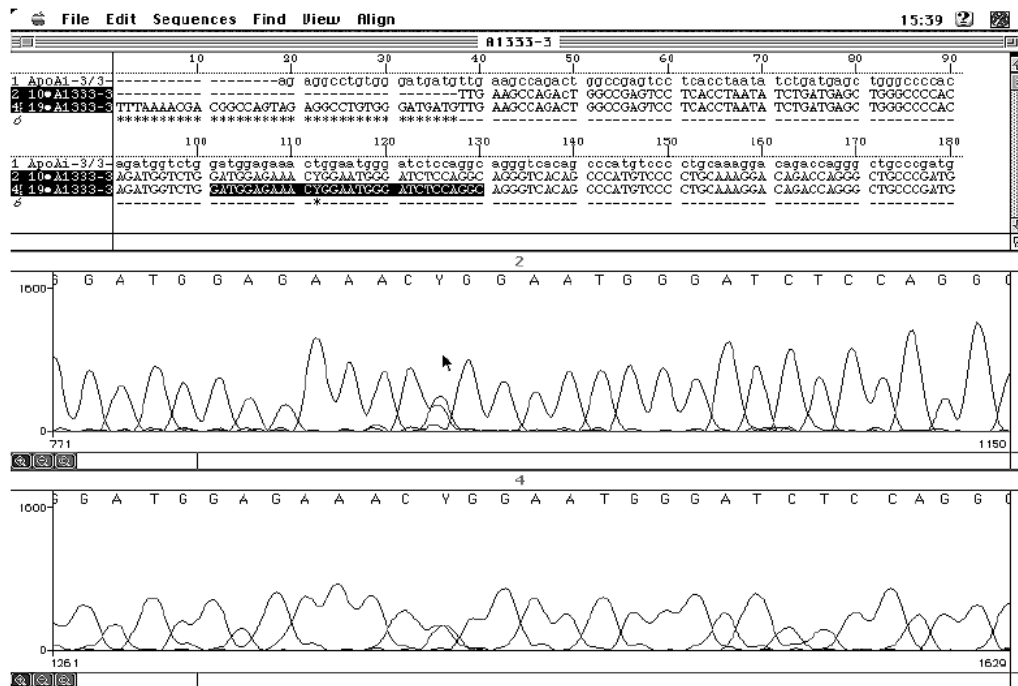 File Edit Sequences Find View Align 15:39
A1333-3
10 20 30 40 50 60 70 80 90
1 ApoAi-3/3- ---------- -------ag aggcctgtgg gatgatgttg aagccagact ggccgagtcc tcacctaata tctgatgagc tgggccccac
2 10●A1333-3 ---------- ---------- ---------- -------TTG AAGCCAGACT GGCCGAGTCC TCACCTAATA TCTGATGAGC TGGGCCCCAC
19●A1333-3 TTTAAAACGA CGGCCAGTAG AGGCCTGTGG GATGATGTTG AAGCCAGACT GGCCGAGTCC TCACCTAATA TCTGATGAGC TGGGCCCCAC
********** ********** ********** *******--- ---------- ---------- ---------- ---------- ----------
100 110 120 130 140 150 160 170 180
1 ApoAi-3/3- agatggtctg gatggagaaa ctggaatggg atctccaggc agggtcacag cccatgtccc ctgcaaagga cagaccaggg ctgcccgatg
2 10●A1333-3 AGATGGTCTG GATGGAGAAA CYGGAATGGG ATCTCCAGGC AGGGTCACAG CCCATGTCCC CTGCAAAGGA CAGACCAGGG CTGCCCGATG
19●A1333-3 AGATGGTCTG GATGGAGAAA CYGGAATGGG ATCTCCAGGC AGGGTCACAG CCCATGTCCC CTGCAAAGGA CAGACCAGGG CTGCCCGATG
---------- ---------- -*-------- ---------- ---------- ---------- ---------- ---------- ----------
2
G G A T G G A G A A A C Y G G A A T G G G A T C T C C A G G C
1600
0
771 1150
4
G G A T G G A G A A A C Y G G A A T G G G A T C T C C A G G C
1600
0
1261 1629